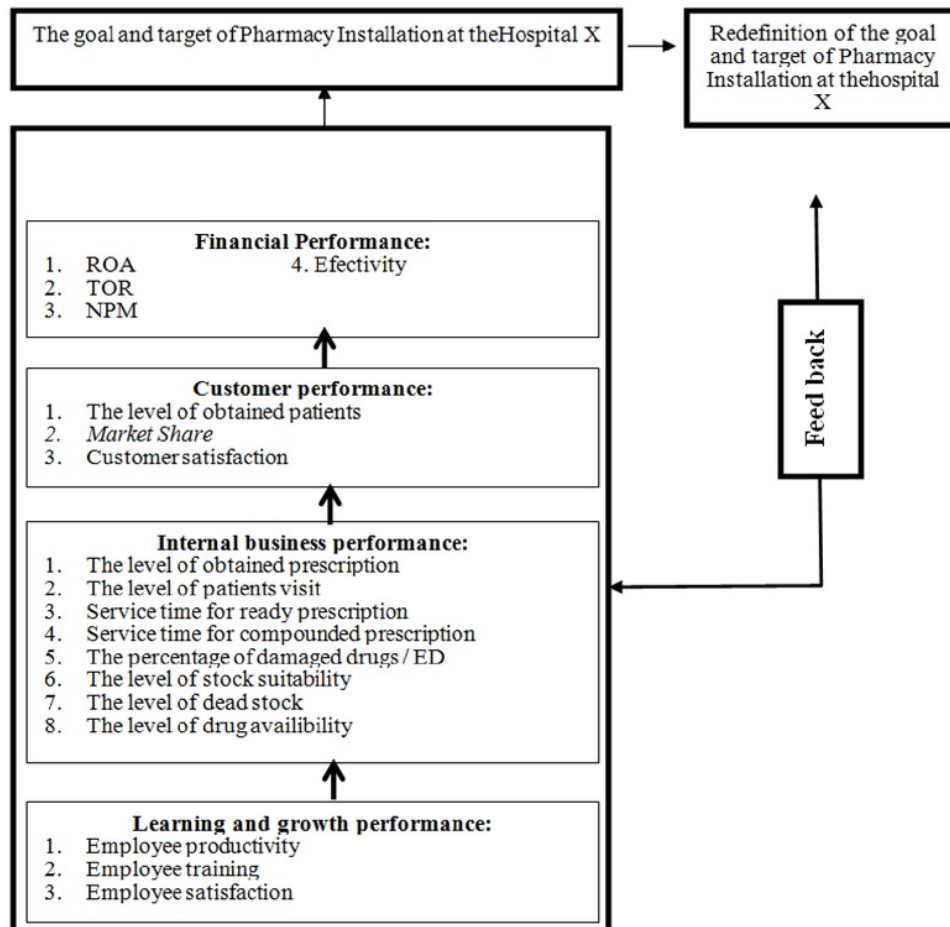 The goal and target of Pharmacy Installation at theHospital X
Redefinition of the goal
and target of Pharmacy
Installation at thehospital
X
Financial Performance:
1. ROA
4. Efectivity
2. TOR
3. NPM
Customer performance:
1. The level of obtained patients
2. Market Share
3. Customer satisfaction
Feed back
Internal business performance:
1. The level of obtained prescription
2. The level of patients visit
3. Service time for ready prescription
4. Service time for compounded prescription
5. The percentage of damaged drugs / ED
6. The level of stock suitability
7. The level of dead stock
8. The level of drug availibility
Learning and growth performance:
1. Employee productivity
2. Employee training
3. Employee satisfaction